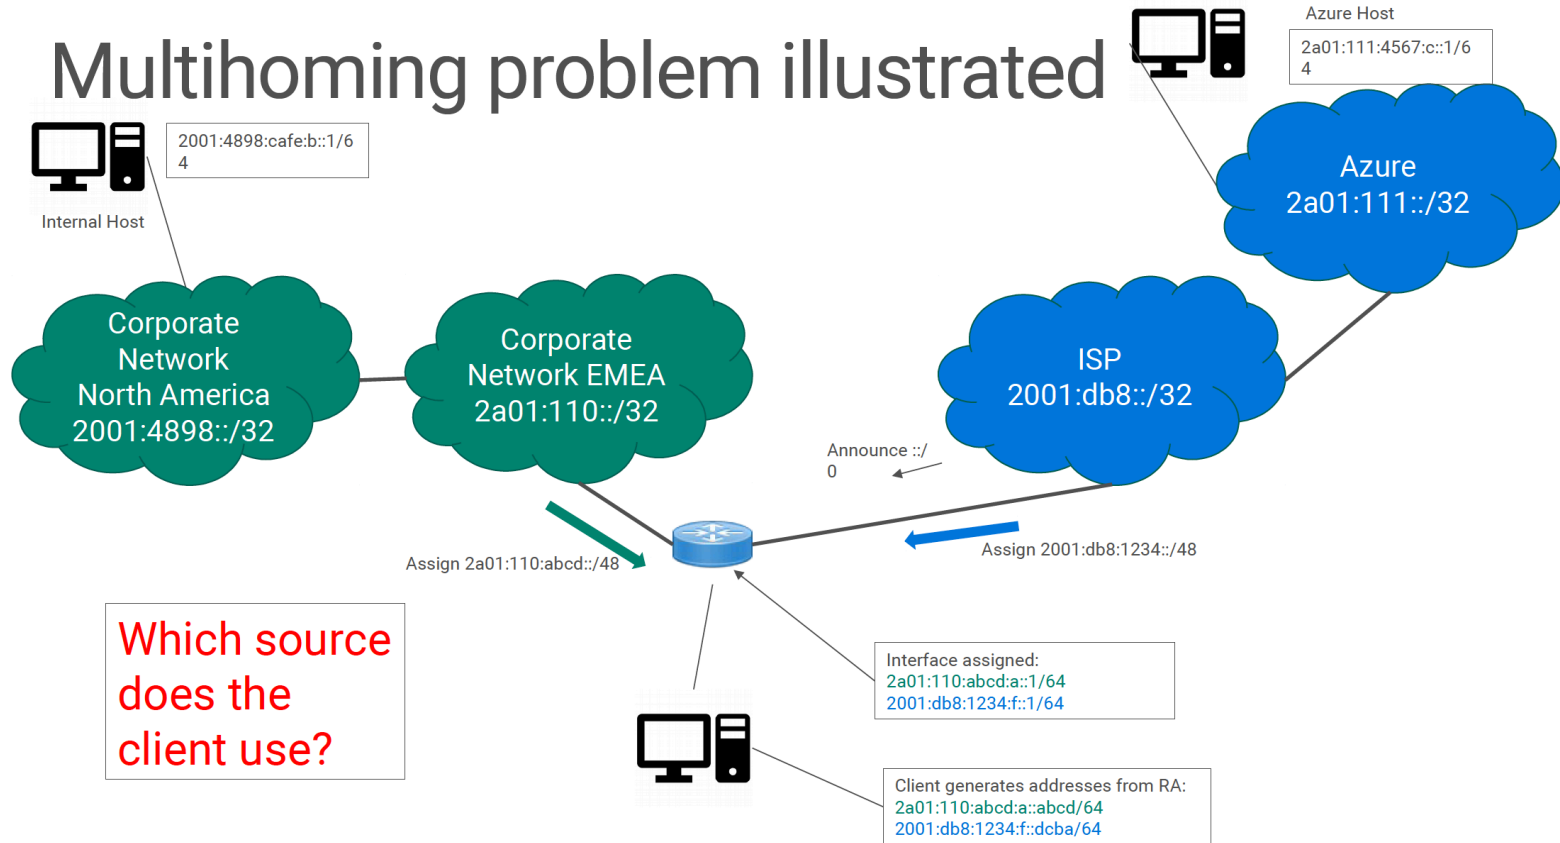 Multihoming problem illustrated
Azure Host
2a01:111:4567:c::1/6
4
2001:4898:cafe:b::1/6
4
Internal Host
Azure
2a01:111::/32
Corporate
Network
North America
2001:4898::/32
Corporate
Network EMEA
2a01:110::/32
ISP
2001:db8::/32
Announce ::/
0
Assign 2a01:110:abcd::/48
Assign 2001:db8:1234::/48
Which source
does the
client use?
Interface assigned:
2a01:110:abcd:a::1/64
2001:db8:1234:f::1/64
Client generates addresses from RA:
2a01:110:abcd:a::abcd/64
2001:db8:1234:f::dcba/64